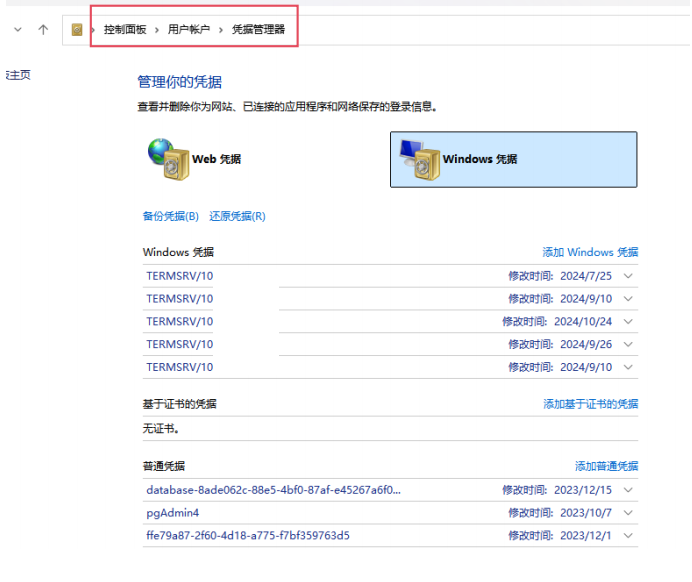 控制面板 › 用户帐户 › 凭据管理器
主页
管理你的凭据
查看并删除你为网站、已连接的应用程序和网络保存的登录信息。
Web 凭据
Windows 凭据
备份凭据(B) 还原凭据(R)
Windows 凭据 添加 Windows 凭据
TERMSRV/10 修改时间: 2024/7/25
TERMSRV/10 修改时间: 2024/9/10
TERMSRV/10 修改时间: 2024/10/24
TERMSRV/10 修改时间: 2024/9/26
TERMSRV/10 修改时间: 2024/9/10
基于证书的凭据 添加基于证书的凭据
无证书。
普通凭据 添加普通凭据
database-8ade062c-88e5-4bf0-87af-e45267a6f0... 修改时间: 2023/12/15
pgAdmin4 修改时间: 2023/10/7
ffe79a87-2f60-4d18-a775-f7bf359763d5 修改时间: 2023/12/1